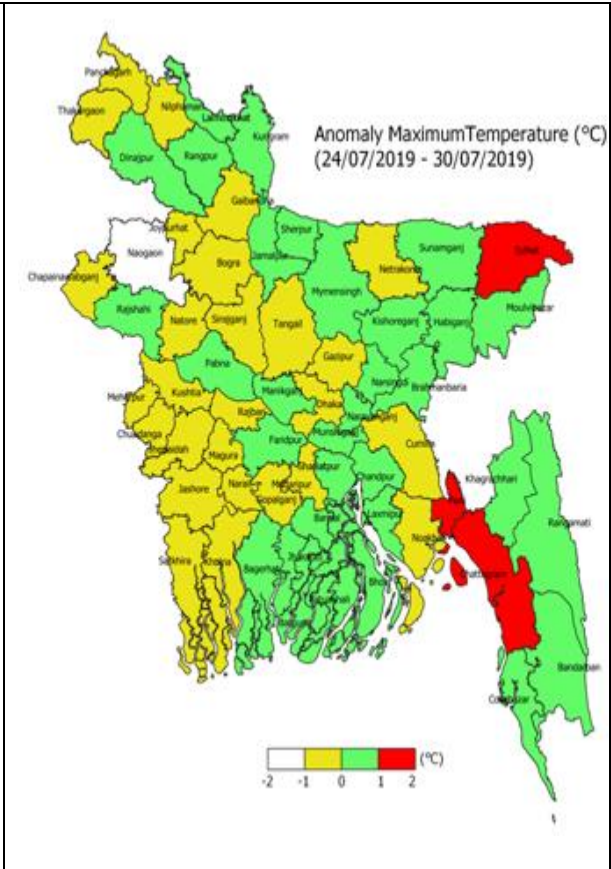 Panchagarh
Thakurgaon
Nilphamari
Lalmonirhat
Kurigram
Dinajpur
Rangpur
Anomaly MaximumTemperature (°C)
(24/07/2019 - 30/07/2019)
Gaibandha
Joypurhat
Sherpur
Naogaon
Jamalpur
Sunamganj
Sylhet
Bogra
Netrakona
Chapainawabganj
Mymensingh
Moulvibazar
Rajshahi
Kishoreganj
Habiganj
Natore
Sirajganj
Tangail
Gazipur
Pabna
Narsingdi
Brahmanbaria
Meherpur
Kushtia
Manikganj
Dhaka
Rajbari
Narayanganj
Chuadanga
Faridpur
Munshiganj
Cumilla
Jhenaidah
Magura
Shariatpur
Chandpur
Khagrachhari
Jashore
Narail
Madaripur
Gopalganj
Barisal
Laxmipur
Rangamati
Noakhali
Satkhira
Khulna
Bagerhat
Bhola
Chattogram
Bandarban
(°C)
-2 -1 0 1 2